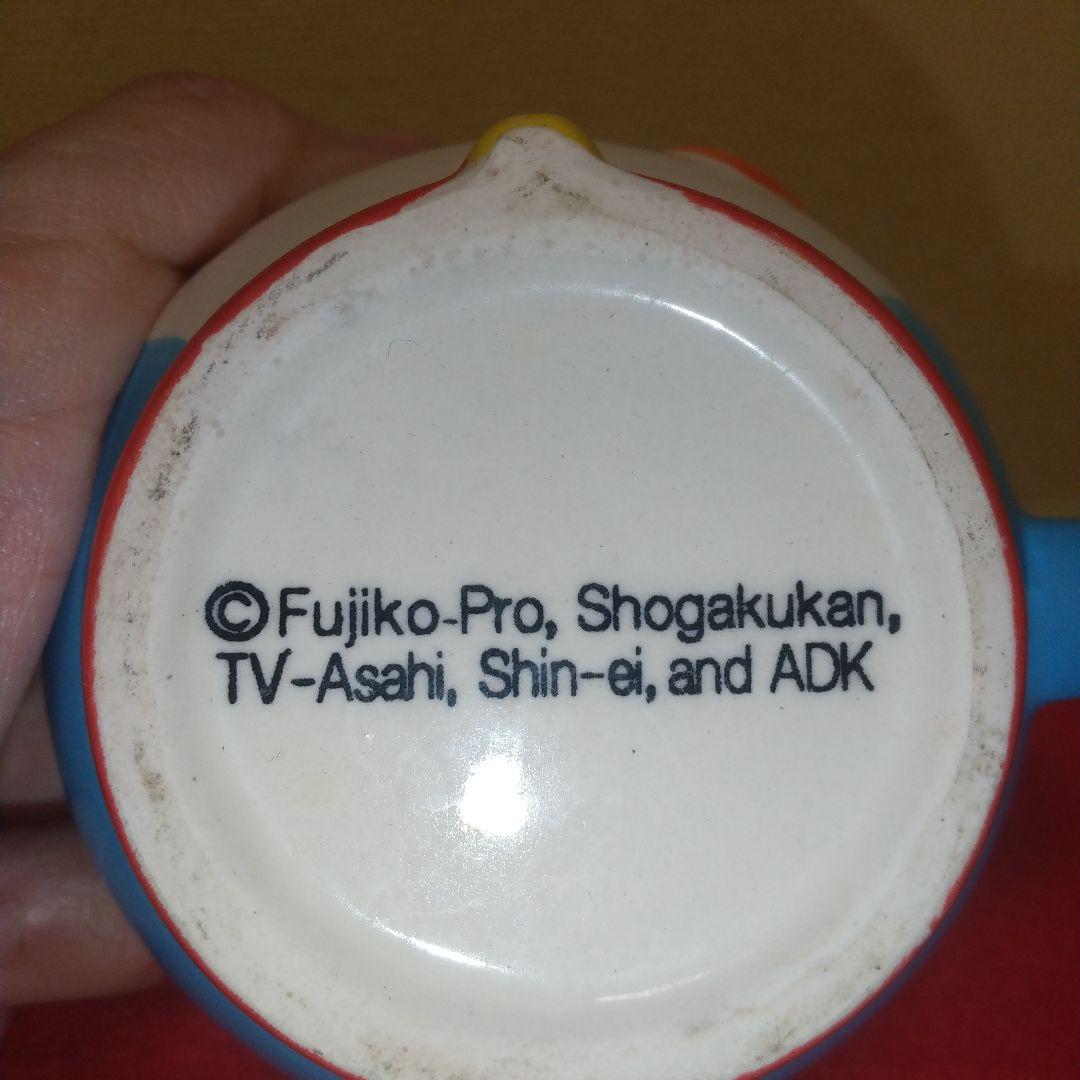 ©Fujiko-Pro, Shogakukan,
TV-Asahi, Shin-ei, and ADK